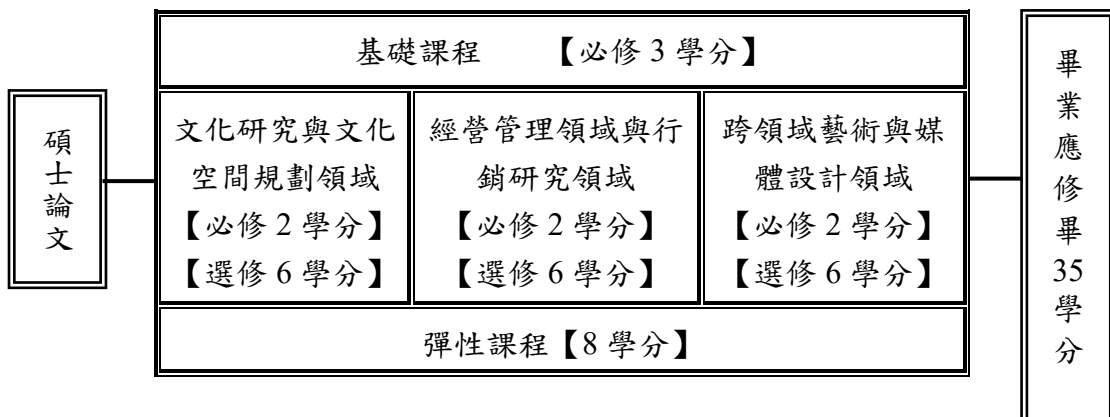 碩士論文
基礎課程 【必修 3 學分】
文化研究與文化
空間規劃領域
【必修 2 學分】
【選修 6 學分】
經營管理領域與行
銷研究領域
【必修 2 學分】
【選修 6 學分】
跨領域藝術與媒
體設計領域
【必修 2 學分】
【選修 6 學分】
彈性課程【8 學分】
畢業應修畢35學分